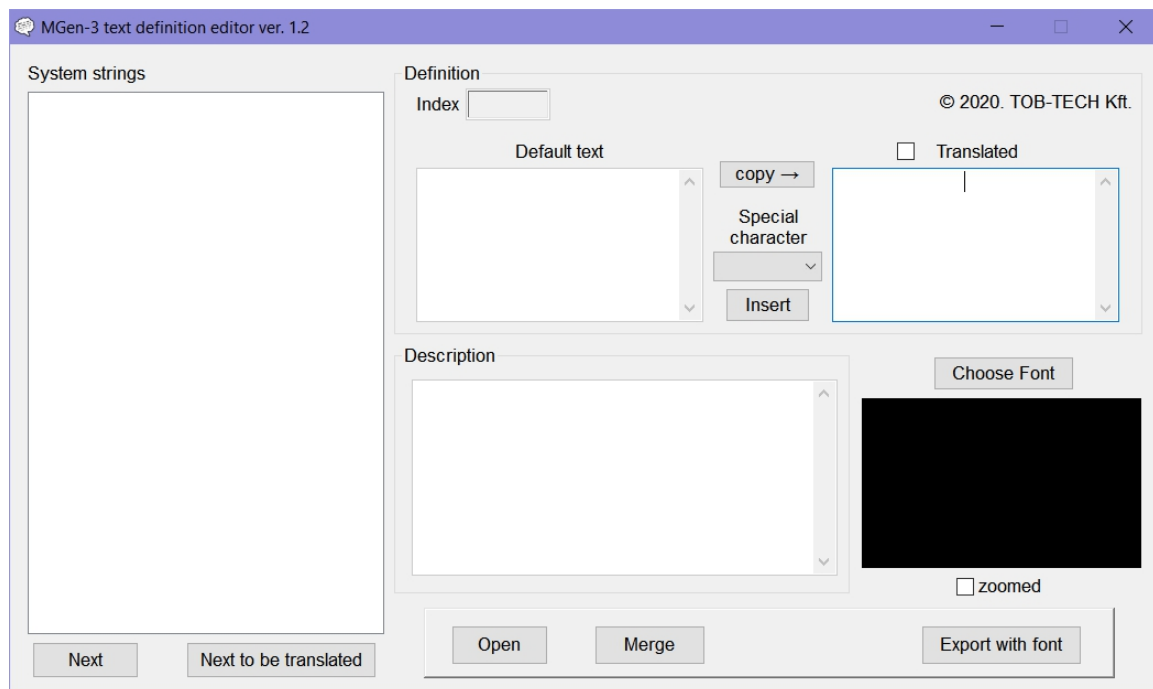 MGen-3 text definition editor ver. 1.2
System strings
Definition
Index
© 2020. TOB-TECH Kft.
Default text
Translated
copy →
Special
character
Insert
Description
Choose Font
zoomed
Next
Next to be translated
Open
Merge
Export with font